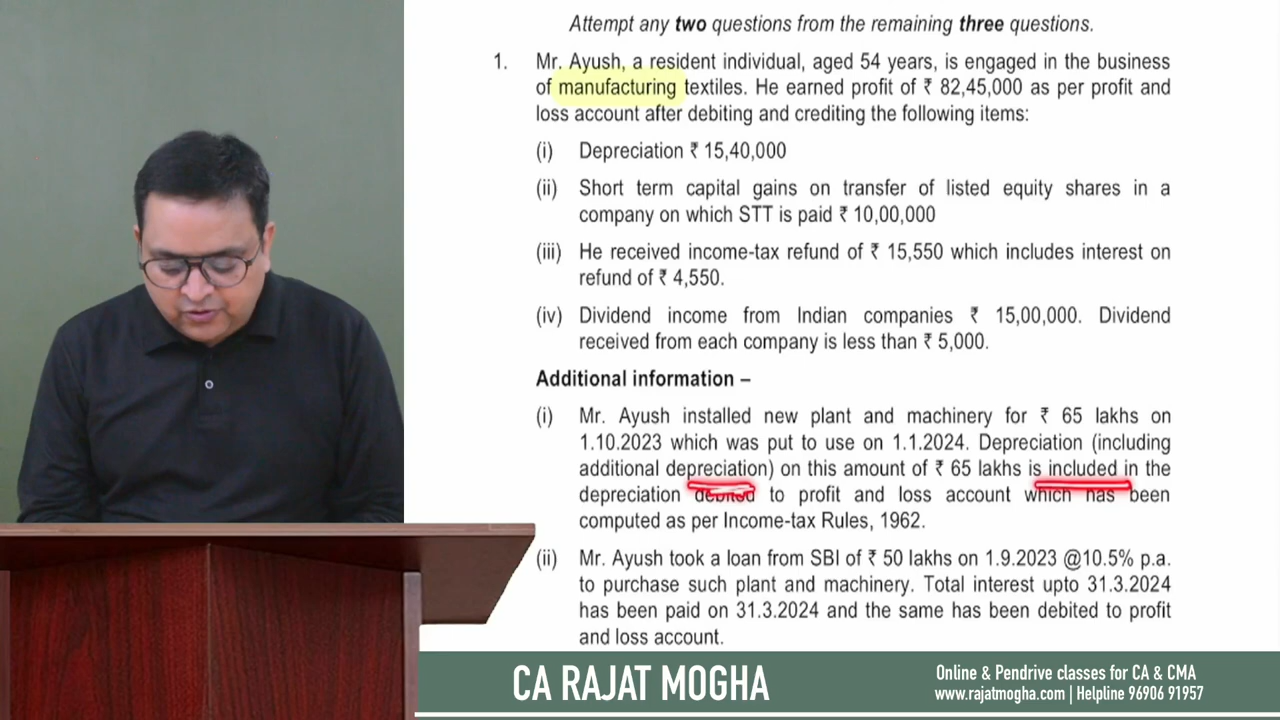 Attempt any two questions from the remaining three questions.
1. Mr. Ayush, a resident individual, aged 54 years, is engaged in the business
of manufacturing textiles. He earned profit of ₹ 82,45,000 as per profit and
loss account after debiting and crediting the following items:
(i) Depreciation ₹ 15,40,000
(ii) Short term capital gains on transfer of listed equity shares in a
company on which STT is paid ₹ 10,00,000
(iii) He received income-tax refund of ₹ 15,550 which includes interest on
refund of ₹ 4,550.
(iv) Dividend income from Indian companies ₹ 15,00,000. Dividend
received from each company is less than ₹ 5,000.
Additional information –
(i) Mr. Ayush installed new plant and machinery for ₹ 65 lakhs on
1.10.2023 which was put to use on 1.1.2024. Depreciation (including
additional depreciation) on this amount of ₹ 65 lakhs is included in the
depreciation debited to profit and loss account which has been
computed as per Income-tax Rules, 1962.
(ii) Mr. Ayush took a loan from SBI of ₹ 50 lakhs on 1.9.2023 @10.5% p.a.
to purchase such plant and machinery. Total interest upto 31.3.2024
has been paid on 31.3.2024 and the same has been debited to profit
and loss account.
CA RAJAT MOGHA
Online & Pendrive classes for CA & CMA
www.rajatmogha.com | Helpline 96906 91957